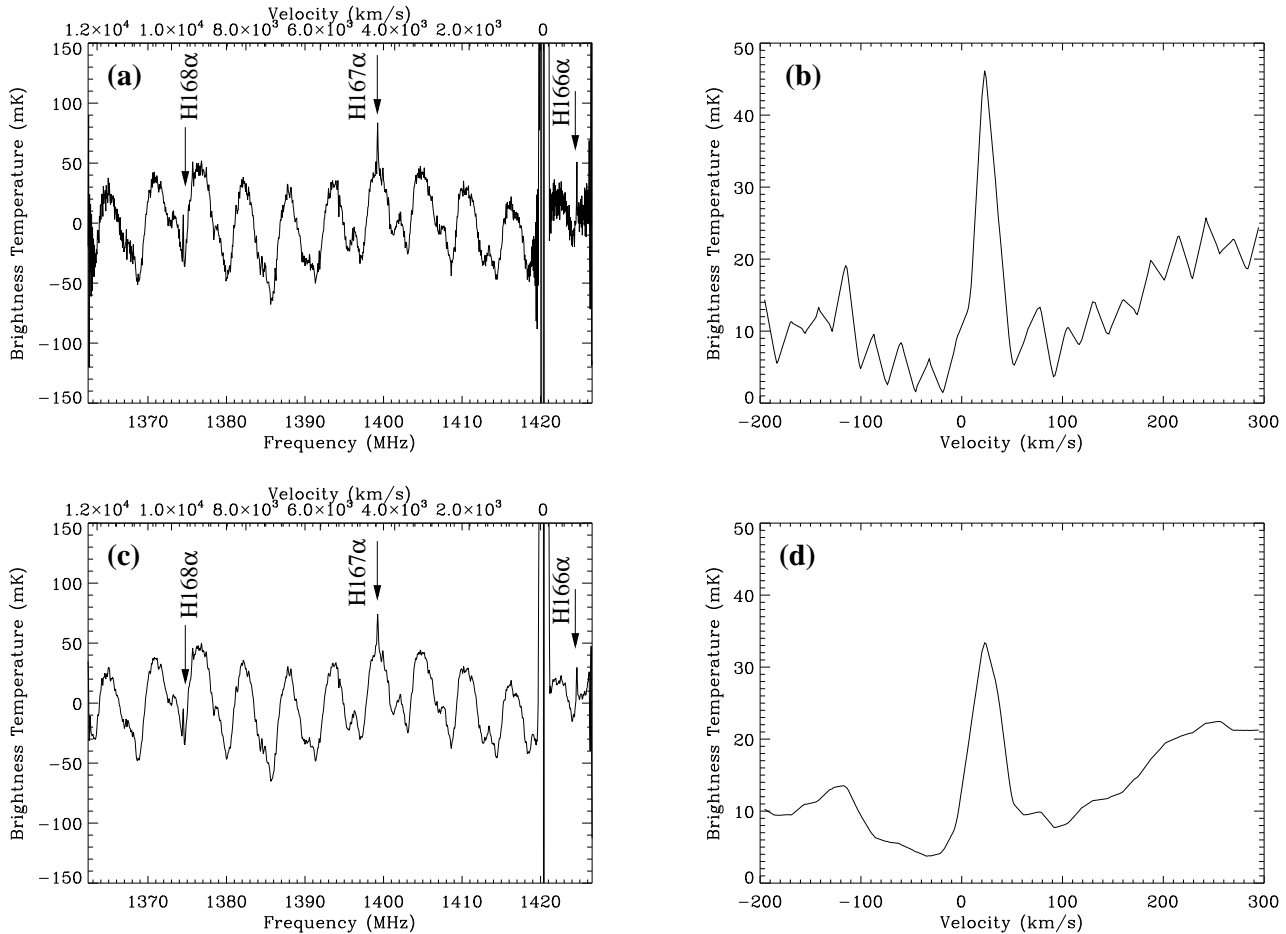 Velocity (km/s)
1.2×10⁴ 1.0×10⁴ 8.0×10³ 6.0×10³ 4.0×10³ 2.0×10³ 0
150
100
50
0
−50
−100
−150
Brightness Temperature (mK)
(a)
H168α
H167α
H166α
1370 1380 1390 1400 1410 1420
Frequency (MHz)
50
40
30
20
10
0
Brightness Temperature (mK)
(b)
−200 −100 0 100 200 300
Velocity (km/s)
Velocity (km/s)
1.2×10⁴ 1.0×10⁴ 8.0×10³ 6.0×10³ 4.0×10³ 2.0×10³ 0
150
100
50
0
−50
−100
−150
Brightness Temperature (mK)
(c)
H168α
H167α
H166α
1370 1380 1390 1400 1410 1420
Frequency (MHz)
50
40
30
20
10
0
Brightness Temperature (mK)
(d)
−200 −100 0 100 200 300
Velocity (km/s)